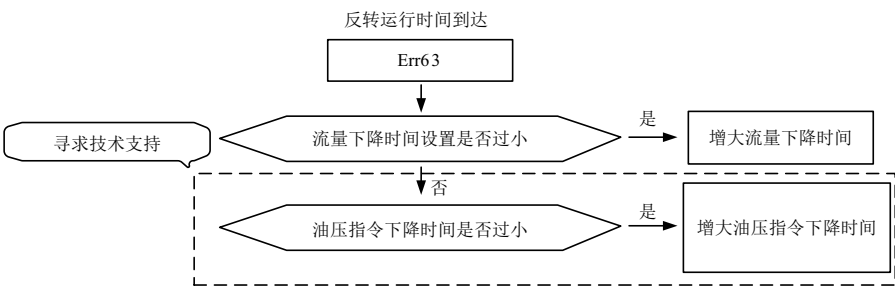 反转运行时间到达
Err63
流量下降时间设置是否过小
是
增大流量下降时间
寻求技术支持
否
油压指令下降时间是否过小
是
增大油压指令下降时间